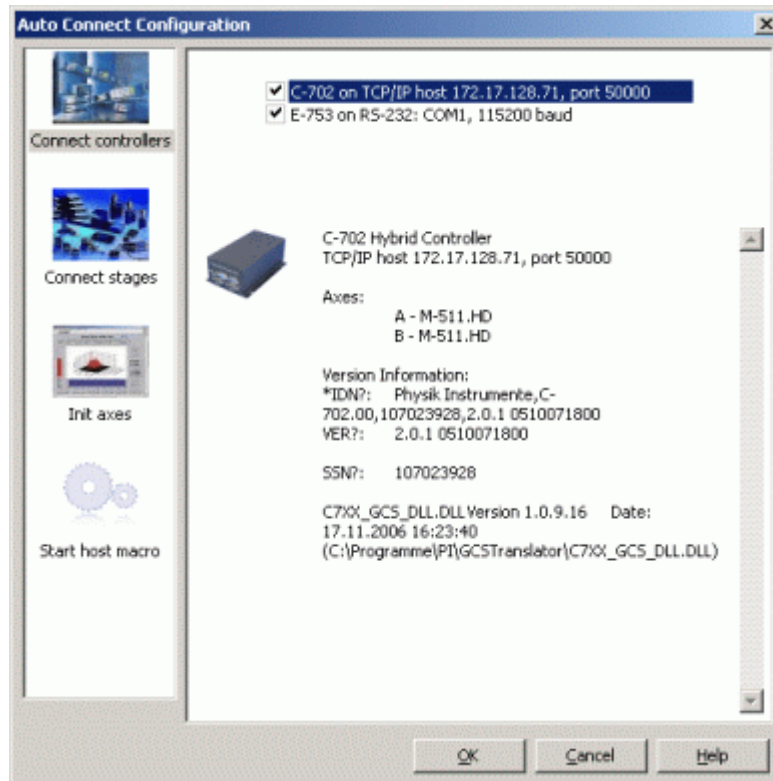 Auto Connect Configuration
Connect controllers
Connect stages
Init axes
Start host macro
C-702 on TCP/IP host 172.17.128.71, port 50000
E-753 on RS-232: COM1, 115200 baud
C-702 Hybrid Controller
TCP/IP host 172.17.128.71, port 50000
Axes:
A - M-511.HD
B - M-511.HD
Version Information:
*IDN?: Physik Instrumente,C-
702.00,107023928,2.0.1 0510071800
VER?: 2.0.1 0510071800
SSN?: 107023928
C7XX_GCS_DLL.DLL Version 1.0.9.16 Date:
17.11.2006 16:23:40
(C:\Programme\PI\GCSTranslator\C7XX_GCS_DLL.DLL)
OK
Cancel
Help